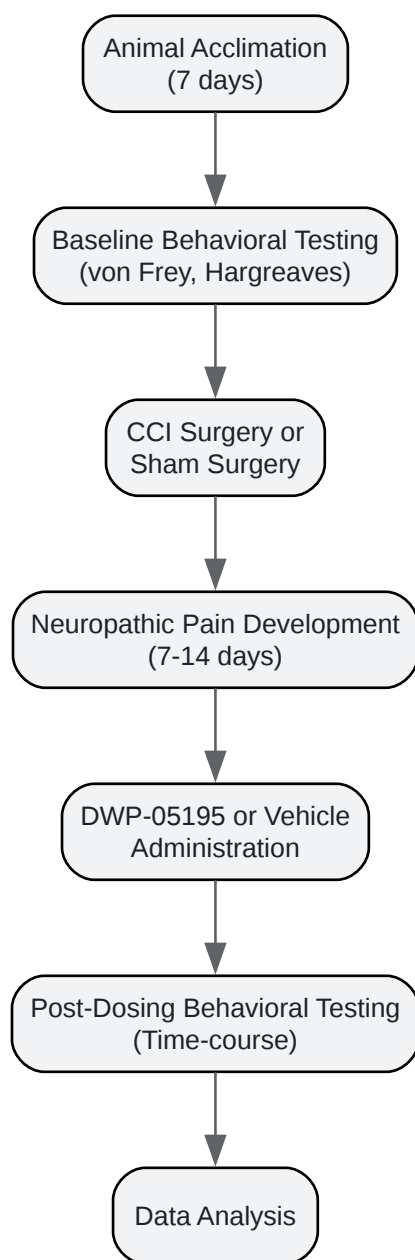 Animal Acclimation
(7 days)
Baseline Behavioral Testing
(von Frey, Hargreaves)
CCI Surgery or
Sham Surgery
Neuropathic Pain Development
(7-14 days)
DWP-05195 or Vehicle
Administration
Post-Dosing Behavioral Testing
(Time-course)
Data Analysis